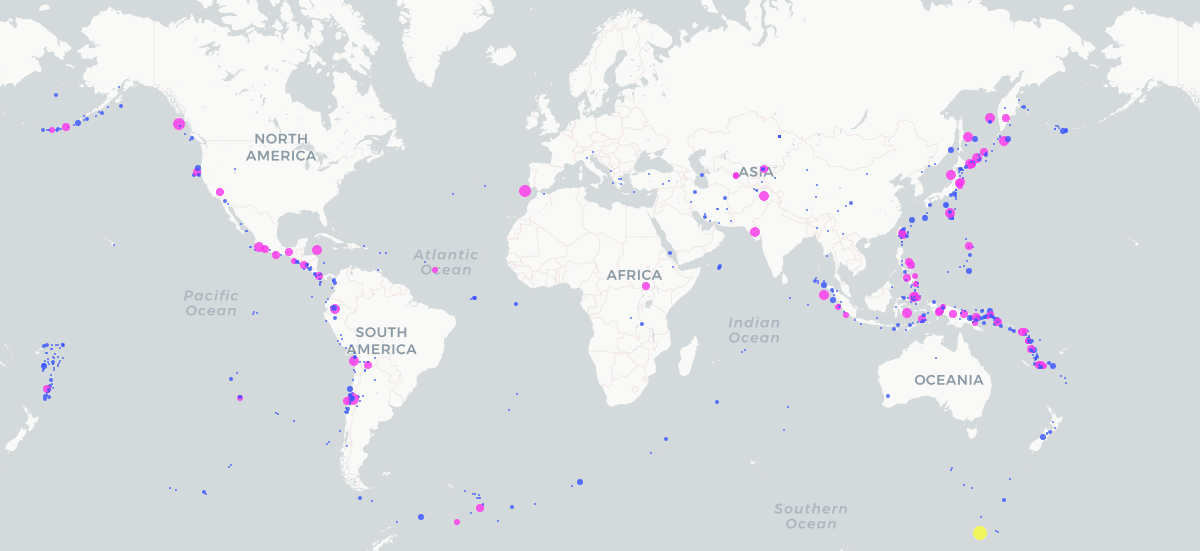 NORTH
AMERICA
ASIA
Atlantic
Ocean
AFRICA
Pacific
Ocean
SOUTH
AMERICA
Indian
Ocean
OCEANIA
Southern
Ocean